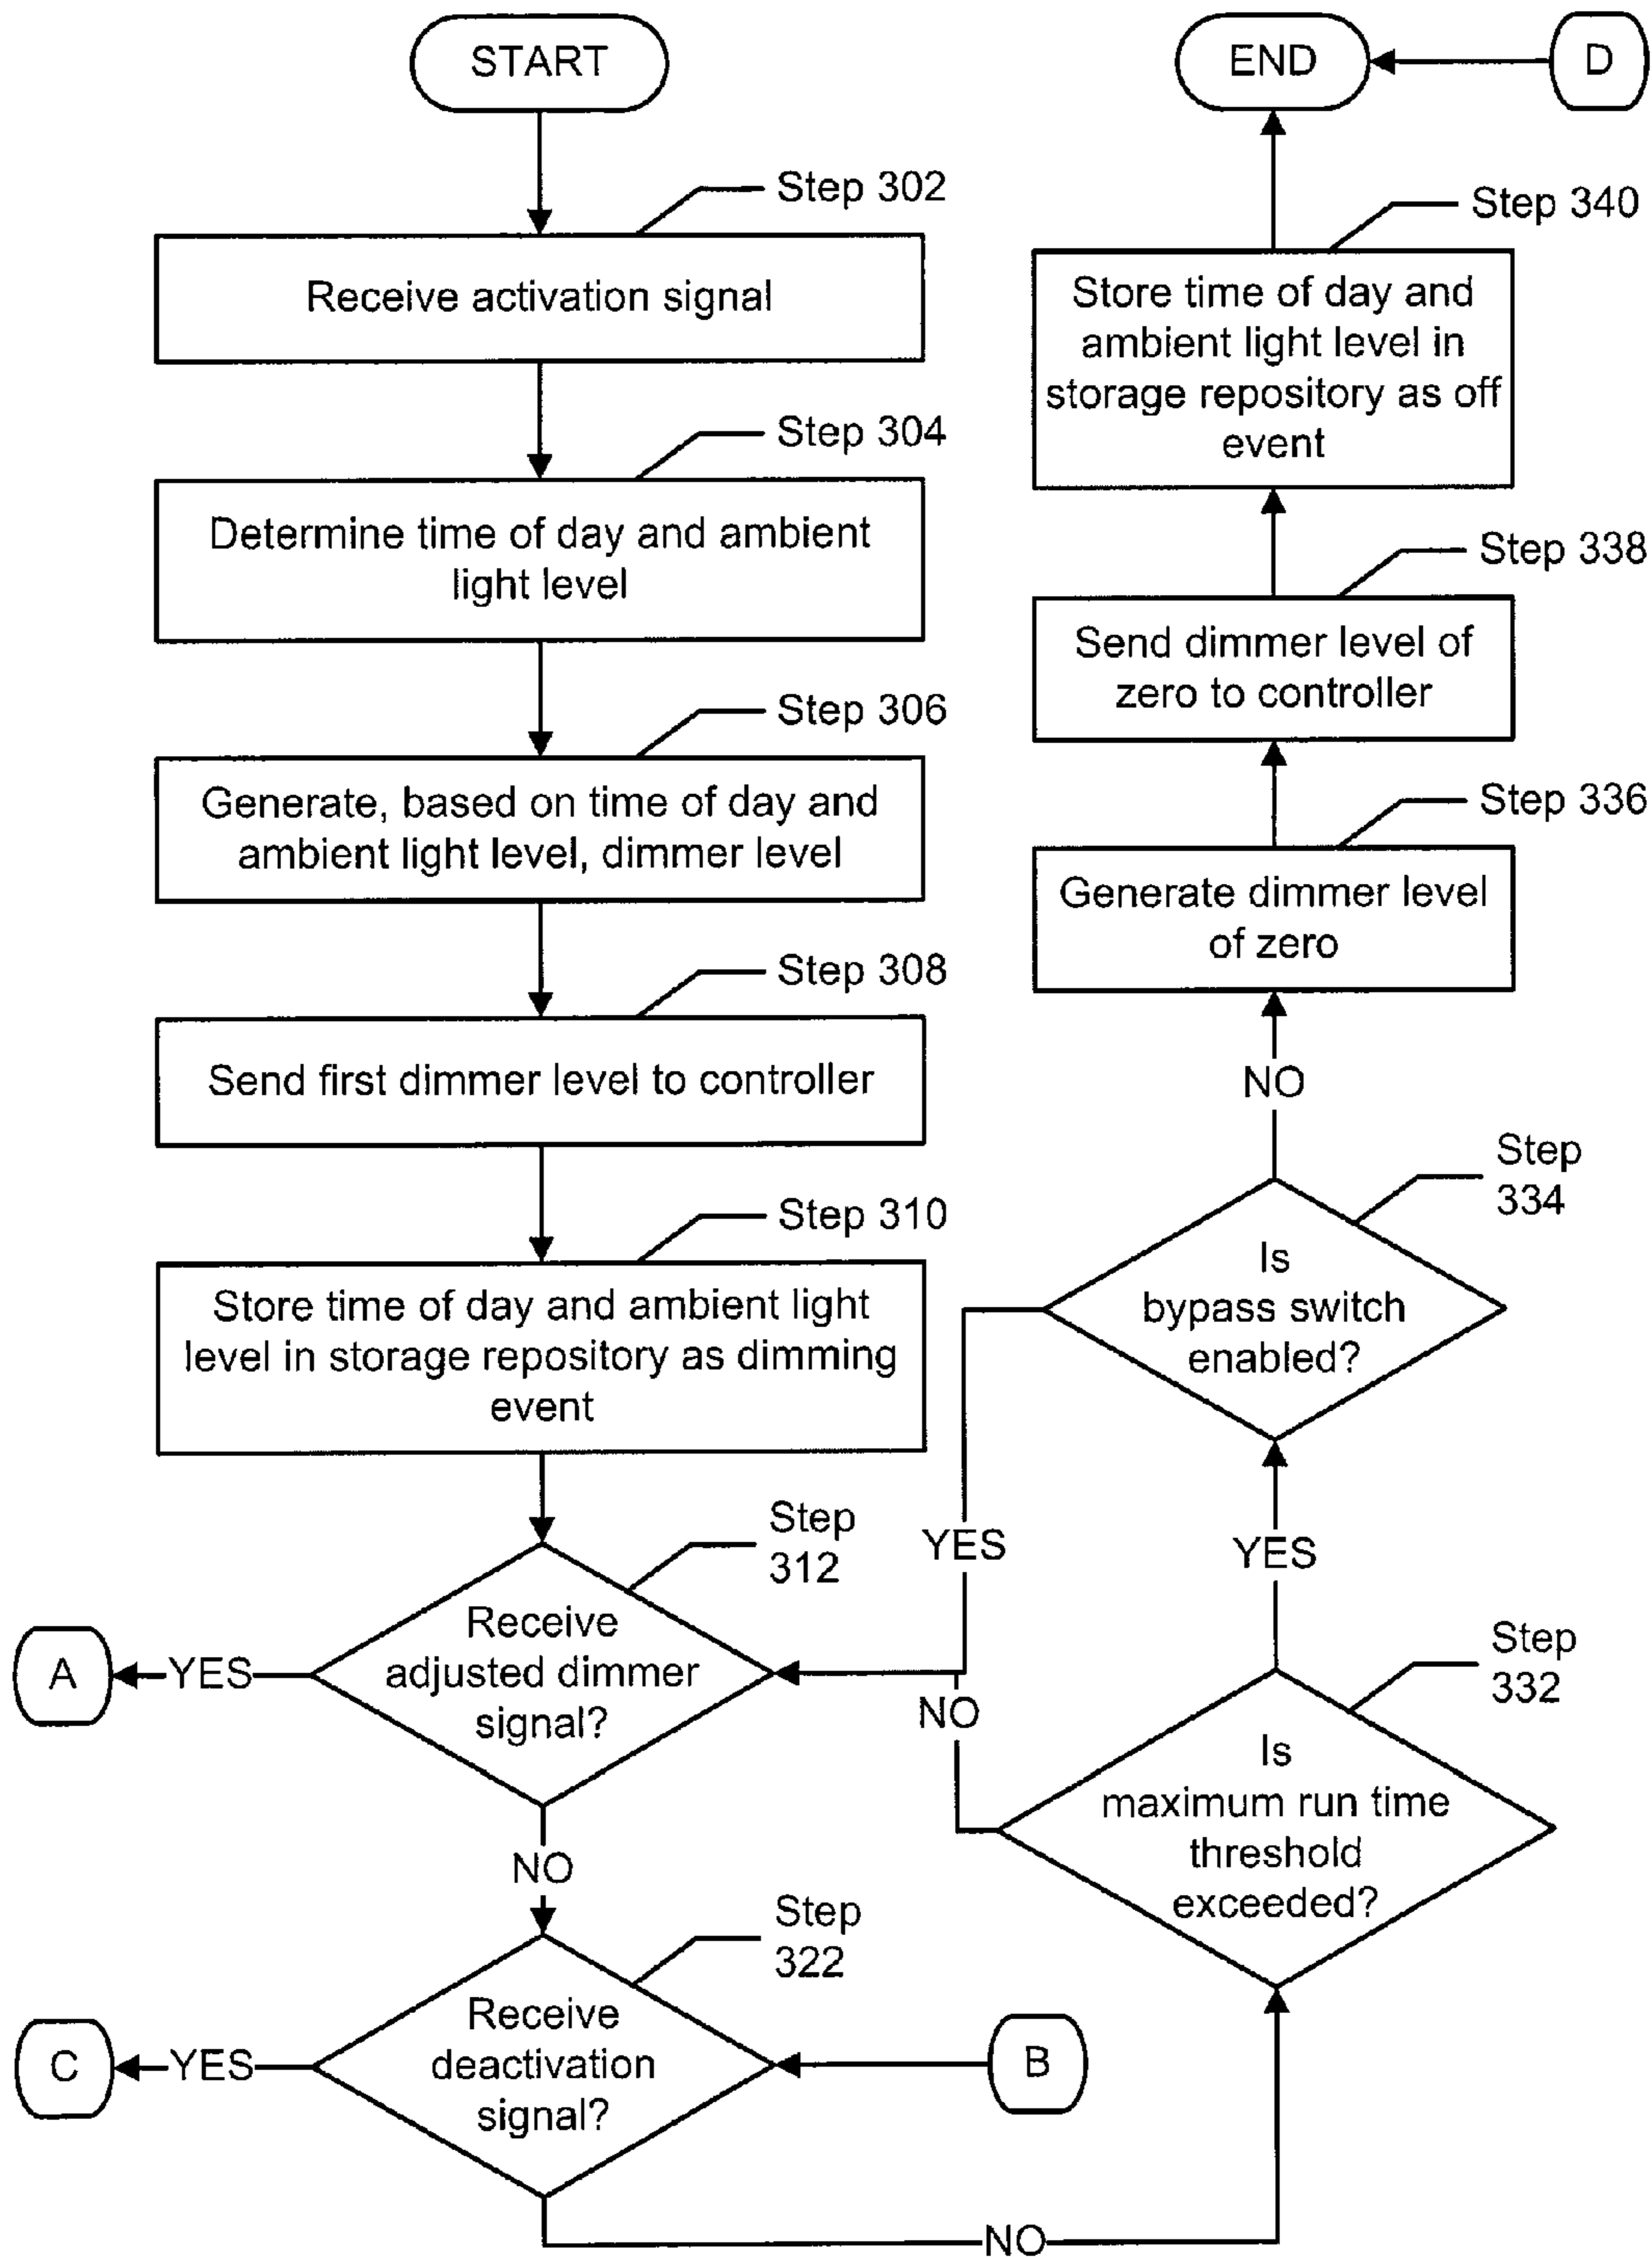 START
Step 302
Receive activation signal
Step 304
Determine time of day and ambient
light level
Step 306
Generate, based on time of day and
ambient light level, dimmer level
Step 308
Send first dimmer level to controller
Step 310
Store time of day and ambient light
level in storage repository as dimming
event
Step
312
Receive
adjusted dimmer
signal?
YES
A
NO
Step
322
Receive
deactivation
signal?
YES
C
B
NO
END
D
Step 340
Store time of day and
ambient light level in
storage repository as off
event
Step 338
Send dimmer level of
zero to controller
Step 336
Generate dimmer level
of zero
NO
Step
334
Is
bypass switch
enabled?
YES
YES
Step
332
NO
Is
maximum run time
threshold
exceeded?